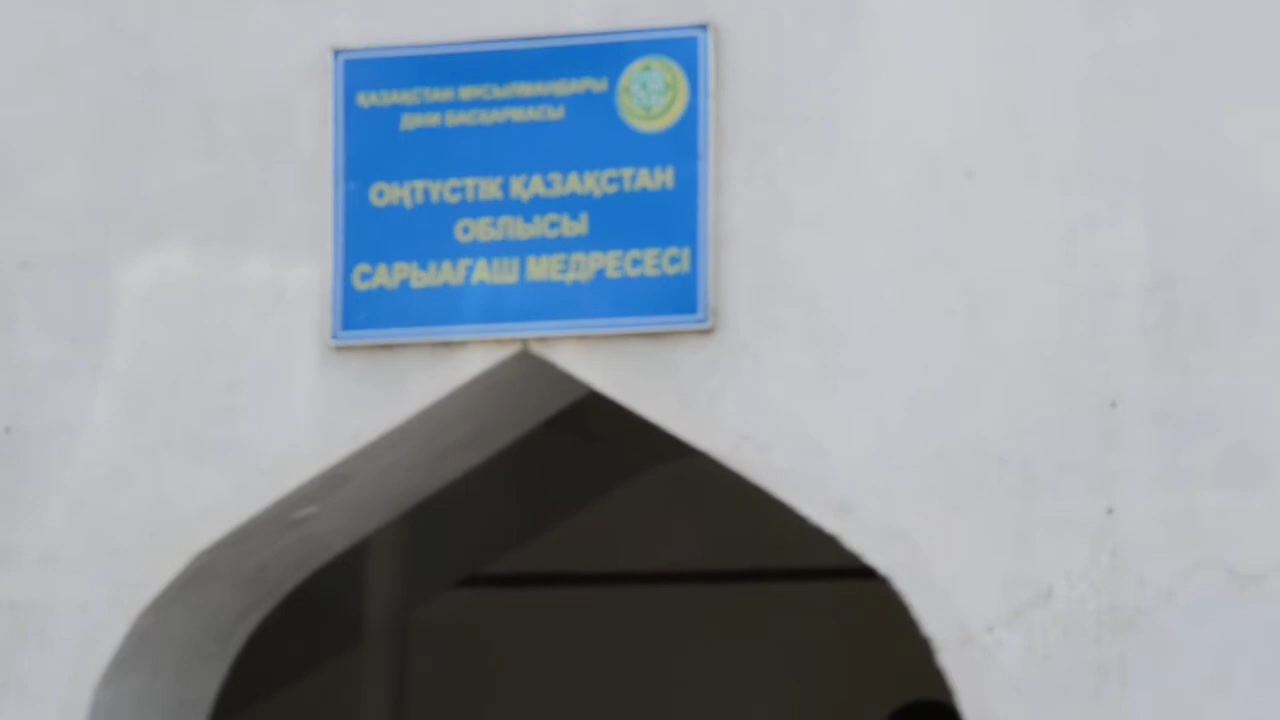 ҚАЗАҚСТАН МҰСЫЛМАНДАРЫ
ДІНИ БАСҚАРМАСЫ
ОҢТҮСТІК ҚАЗАҚСТАН
ОБЛЫСЫ
САРЫАҒАШ МЕДРЕСЕСІ